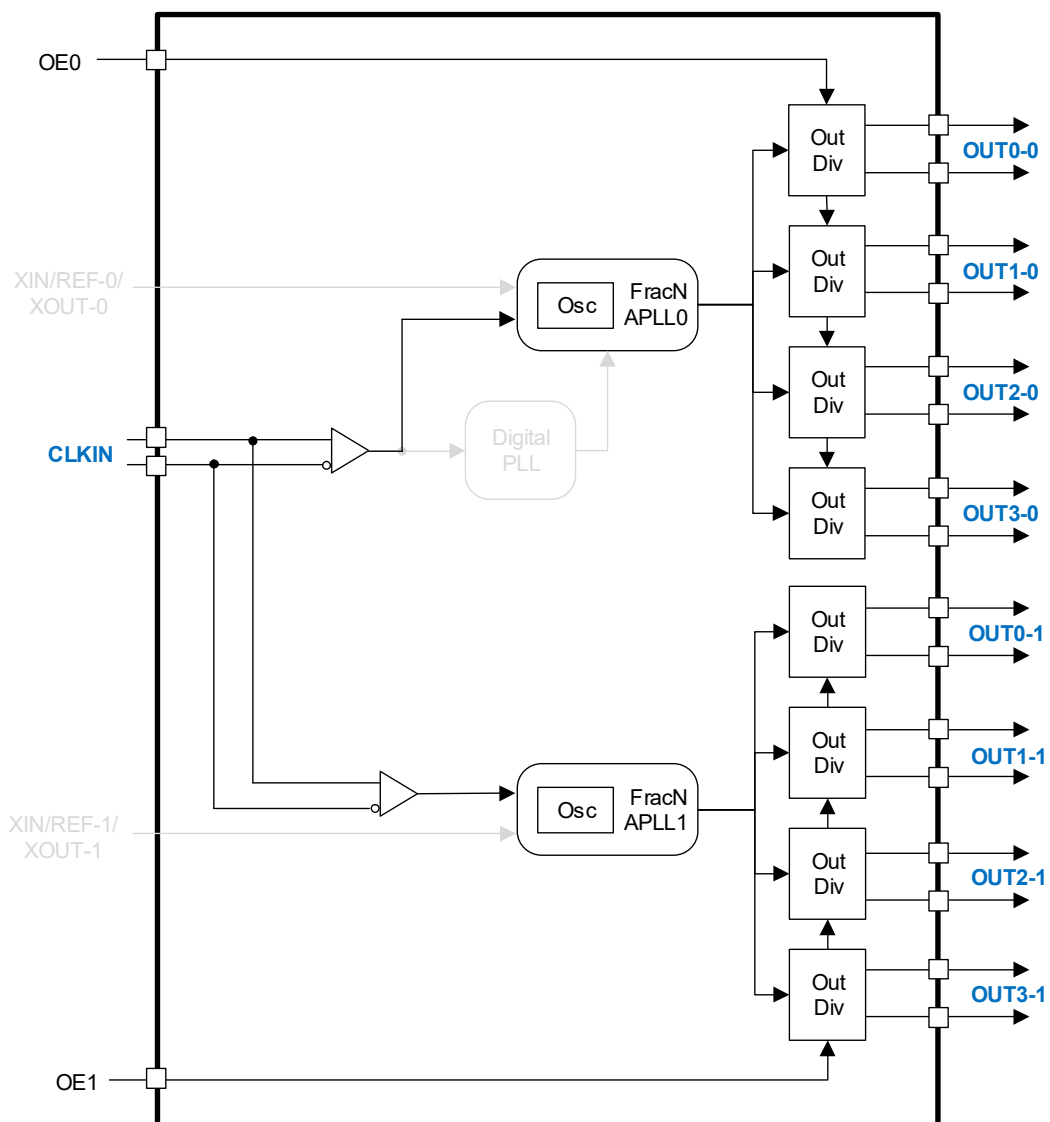 OE0
Out
Div
OUT0-0
Out
Div
OUT1-0
XIN/REF-0/
XOUT-0
Osc
FracN
APLL0
Out
Div
OUT2-0
CLKIN
Digital
PLL
Out
Div
OUT3-0
Out
Div
OUT0-1
Out
Div
OUT1-1
Osc
FracN
APLL1
XIN/REF-1/
XOUT-1
Out
Div
OUT2-1
Out
Div
OUT3-1
OE1